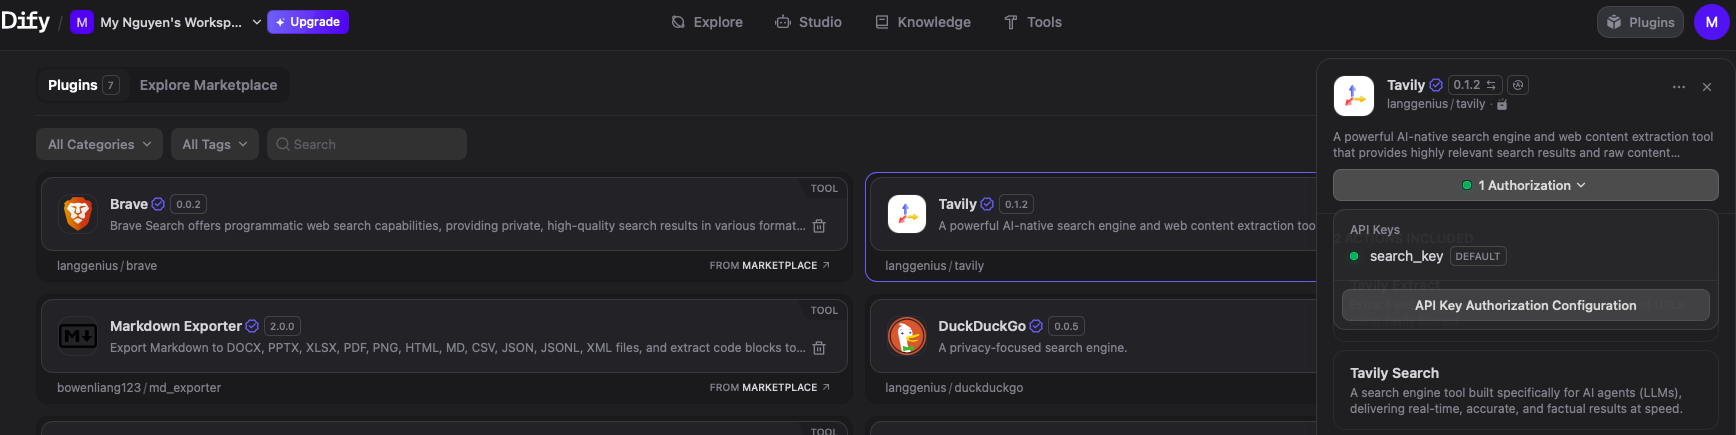 Dify / M My Nguyen's Worksp... Upgrade
Explore Studio Knowledge Tools
Plugins M
Plugins 7 Explore Marketplace
All Categories All Tags Search
TOOL
Brave 0.0.2
Brave Search offers programmatic web search capabilities, providing private, high-quality search results in various format...
langgenius / brave FROM MARKETPLACE
Tavily 0.1.2
A powerful AI-native search engine and web content extraction too
langgenius / tavily
TOOL
Markdown Exporter 2.0.0
Export Markdown to DOCX, PPTX, XLSX, PDF, PNG, HTML, MD, CSV, JSON, JSONL, XML files, and extract code blocks to...
bowenliang123 / md_exporter FROM MARKETPLACE
DuckDuckGo 0.0.5
A privacy-focused search engine.
langgenius / duckduckgo
TOOL
Tavily 0.1.2
langgenius / tavily ·
A powerful AI-native search engine and web content extraction tool
that provides highly relevant search results and raw content...
1 Authorization
API Keys
2 ACTIONS INCLUDED
search_key DEFAULT
Tavily Extract
API Key Authorization Configuration
Tavily Search
A search engine tool built specifically for AI agents (LLMs),
delivering real-time, accurate, and factual results at speed.